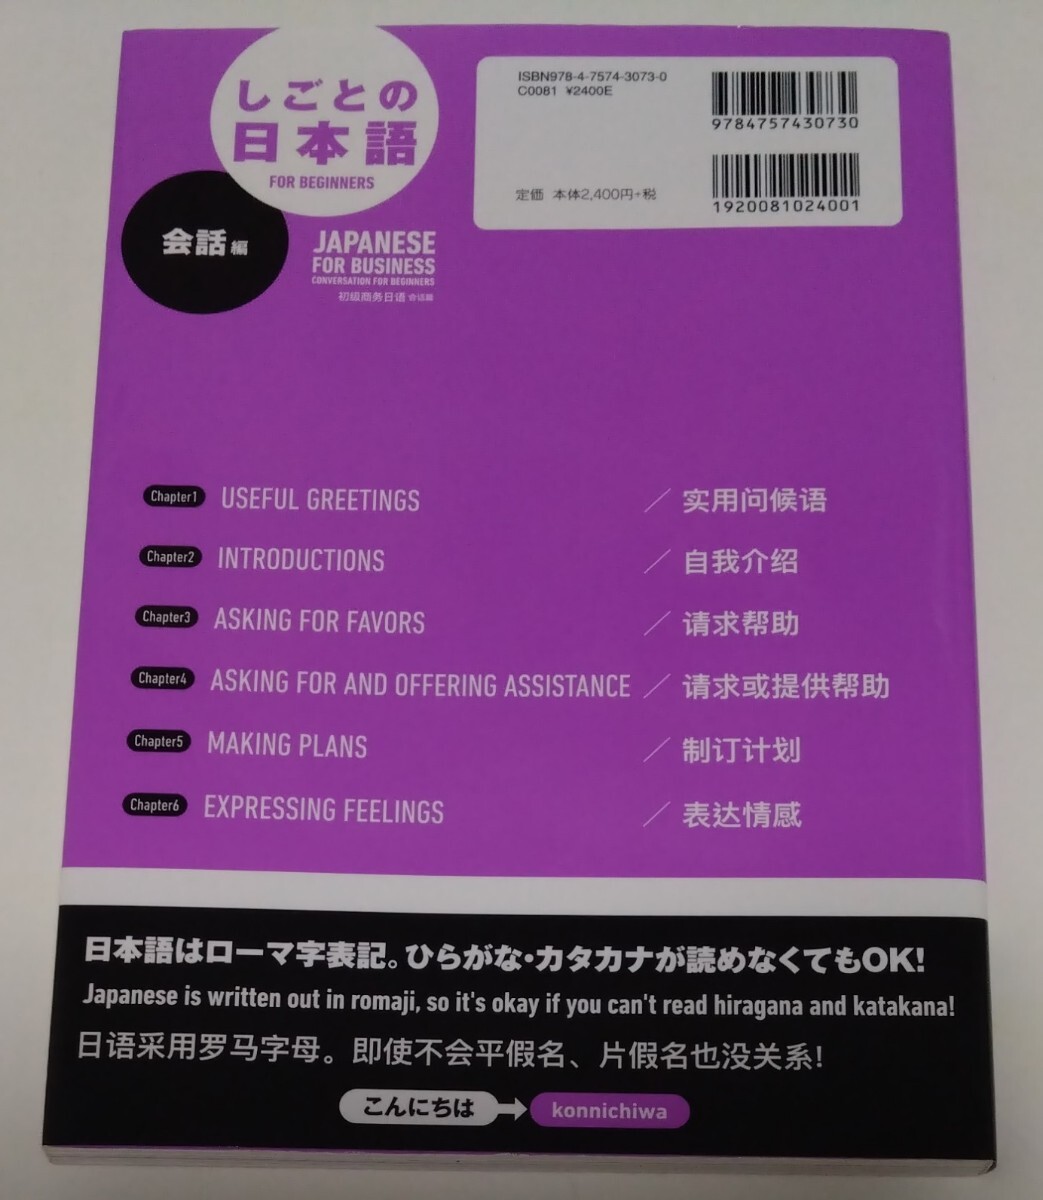 しごとの
日本語
FOR BEGINNERS
会話編
JAPANESE
FOR BUSINESS
CONVERSATION FOR BEGINNERS
初级商务日语 会话篇
ISBN978-4-7574-3073-0
C0081 ¥2400E
定価 本体2,400円+税
9784757430730
1920081024001
Chapter1 USEFUL GREETINGS / 实用问候语
Chapter2 INTRODUCTIONS / 自我介绍
Chapter3 ASKING FOR FAVORS / 请求帮助
Chapter4 ASKING FOR AND OFFERING ASSISTANCE / 请求或提供帮助
Chapter5 MAKING PLANS / 制订计划
Chapter6 EXPRESSING FEELINGS / 表达情感
日本語はローマ字表記。ひらがな・カタカナが読めなくてもOK!
Japanese is written out in romaji, so it's okay if you can't read hiragana and katakana!
日语采用罗马字母。即使不会平假名、片假名也没关系!
こんにちは → konnichiwa